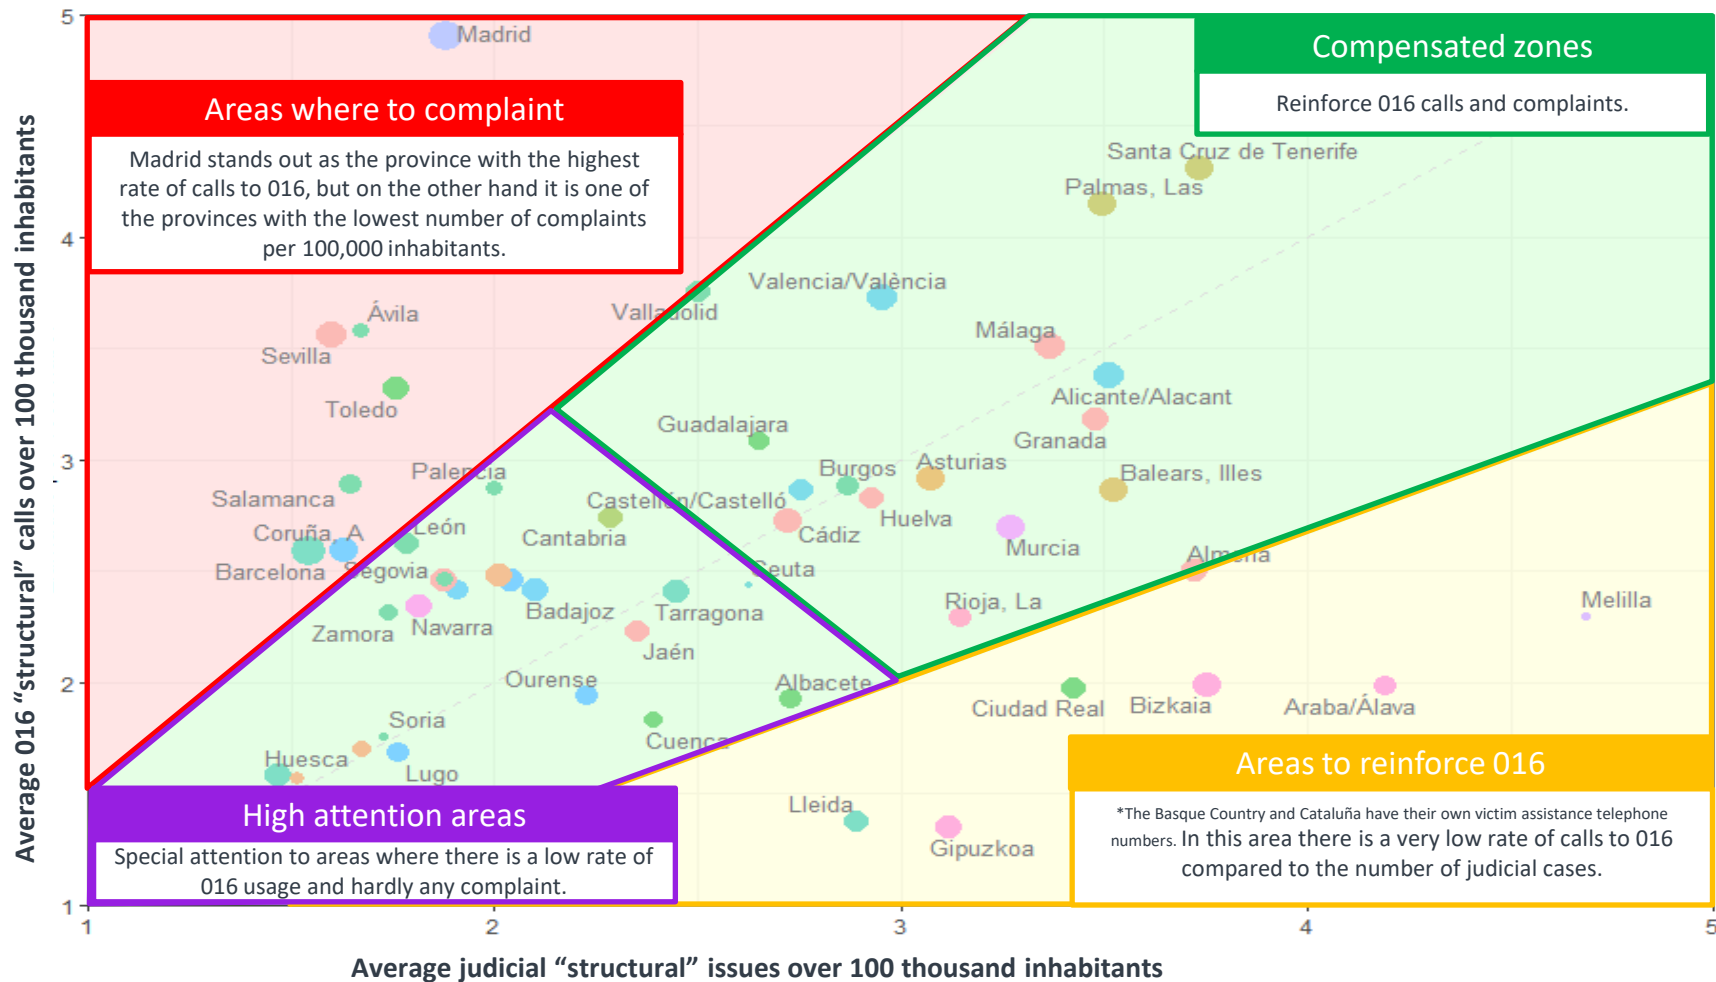 5
Madrid
Compensated zones
Reinforce 016 calls and complaints.
Areas where to complaint
Madrid stands out as the province with the highest
rate of calls to 016, but on the other hand it is one of
the provinces with the lowest number of complaints
per 100,000 inhabitants.
Santa Cruz de Tenerife
Palmas, Las
4
Valencia/València
Ávila
Valladolid
Málaga
Sevilla
Alicante/Alacant
Toledo
Guadalajara
Granada
3
Palencia
Burgos
Asturias
Balears, Illes
Salamanca
Castellón/Castelló
Huelva
Coruña, A
León
Cantabria
Cádiz
Murcia
Almería
Barcelona
Segovia
Ceuta
Badajoz
Tarragona
Rioja, La
Melilla
Zamora
Navarra
Jaén
2
Ourense
Albacete
Ciudad Real
Bizkaia
Araba/Álava
Soria
Cuenca
Huesca
Lugo
Lleida
Gipuzkoa
High attention areas
Special attention to areas where there is a low rate of
016 usage and hardly any complaint.
Areas to reinforce 016
*The Basque Country and Cataluña have their own victim assistance telephone
numbers. In this area there is a very low rate of calls to 016
compared to the number of judicial cases.
1
1
2
3
4
5
Average 016 “structural” calls over 100 thousand inhabitants
Average judicial “structural” issues over 100 thousand inhabitants